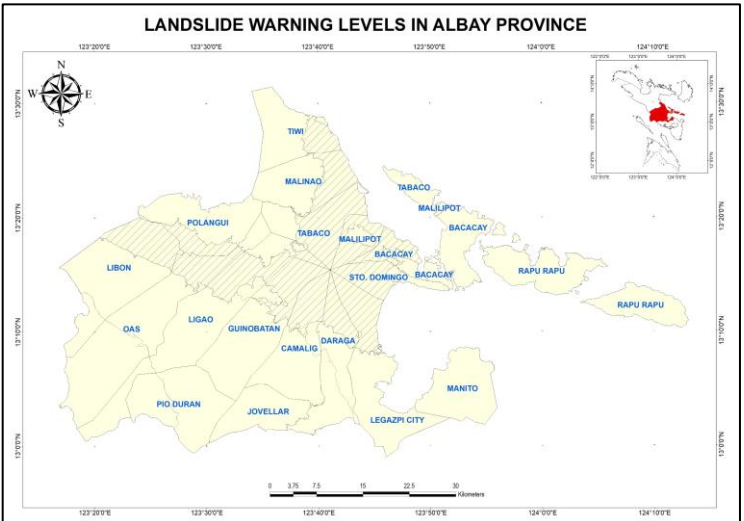 LANDSLIDE WARNING LEVELS IN ALBAY PROVINCE
123°20'0"E 123°30'0"E 123°40'0"E 123°50'0"E 124°0'0"E 124°10'0"E
N
W E
S
TIWI
MALINAO
TABACO
POLANGUI
MALILIPOT
BACACAY
TABACO
MALILIPOT
BACACAY
LIBON
STO. DOMINGO
BACACAY
RAPU RAPU
RAPU RAPU
OAS
LIGAO
GUINOBATAN
CAMALIG
DARAGA
PIO DURAN
JOVELLAR
LEGAZPI CITY
MANITO
13°30'0"N
13°20'0"N
13°10'0"N
13°0'0"N
13°30'0"N
13°20'0"N
13°10'0"N
13°0'0"N
0 3.75 7.5 15 22.5 30
Kilometers
123°20'0"E 123°30'0"E 123°40'0"E 123°50'0"E 124°0'0"E 124°10'0"E